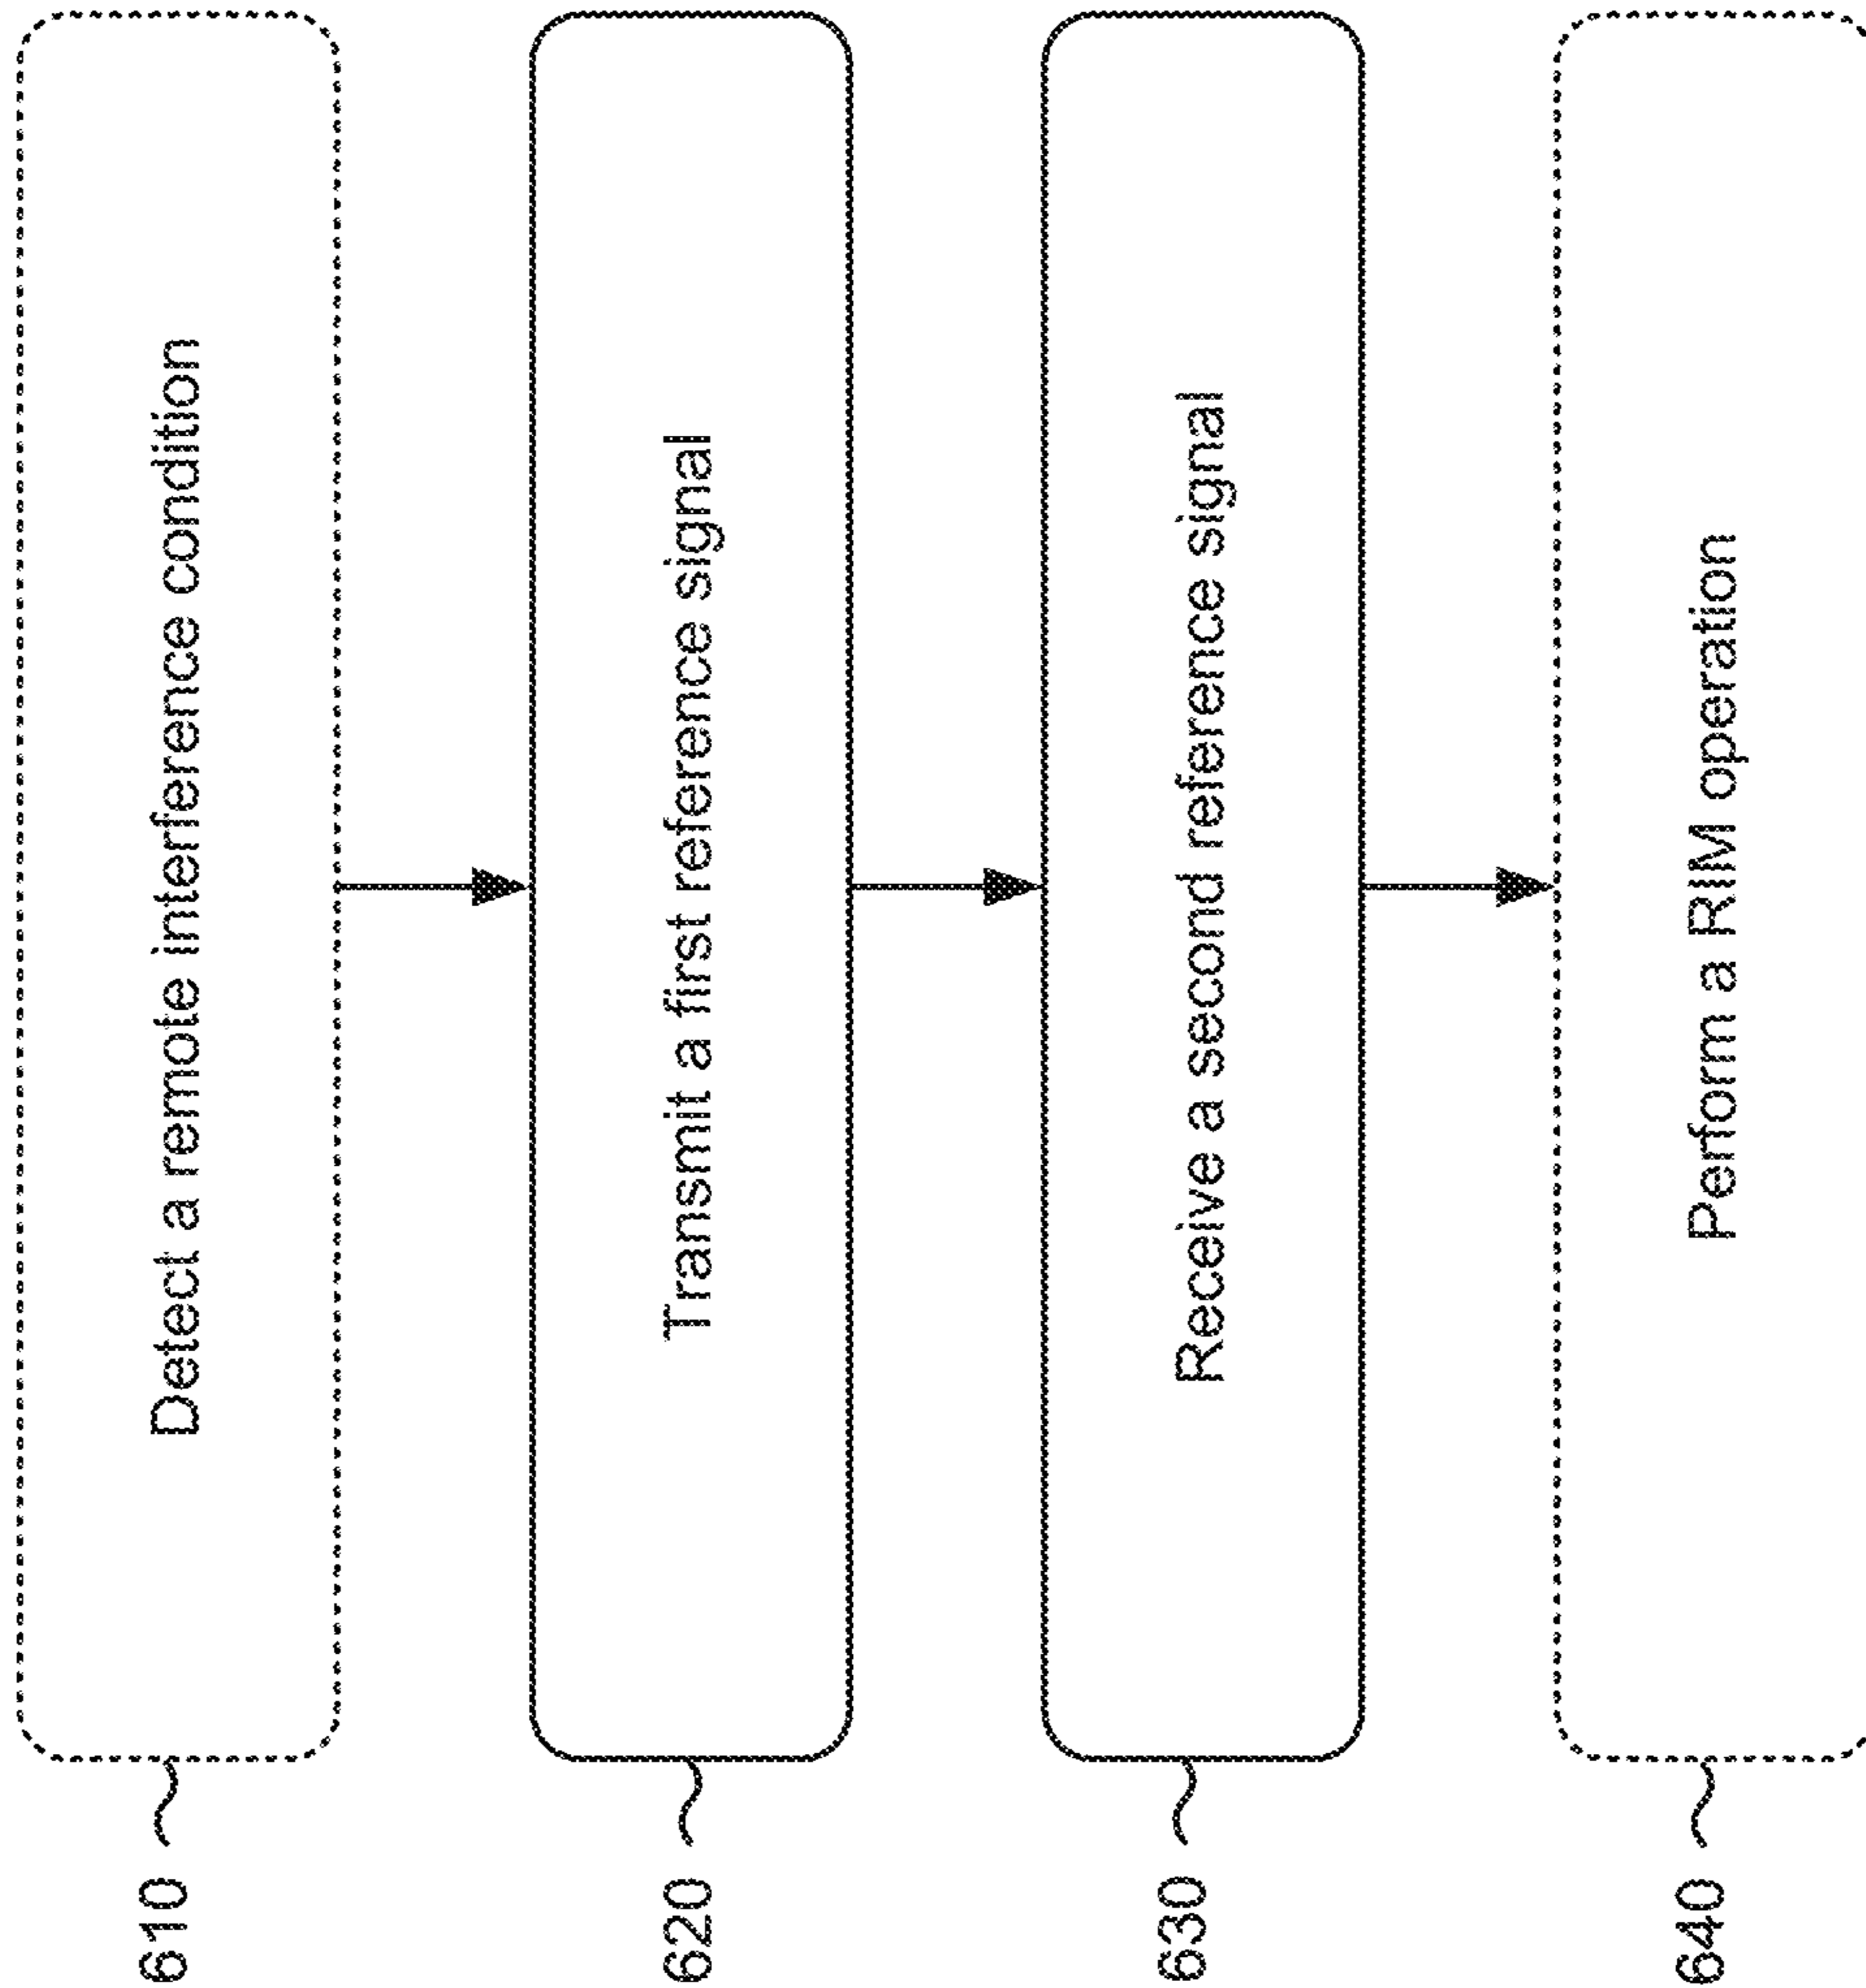 610
Detect a remote interference condition
620
Transmit a first reference signal
630
Receive a second reference signal
640
Perform a RIM operation